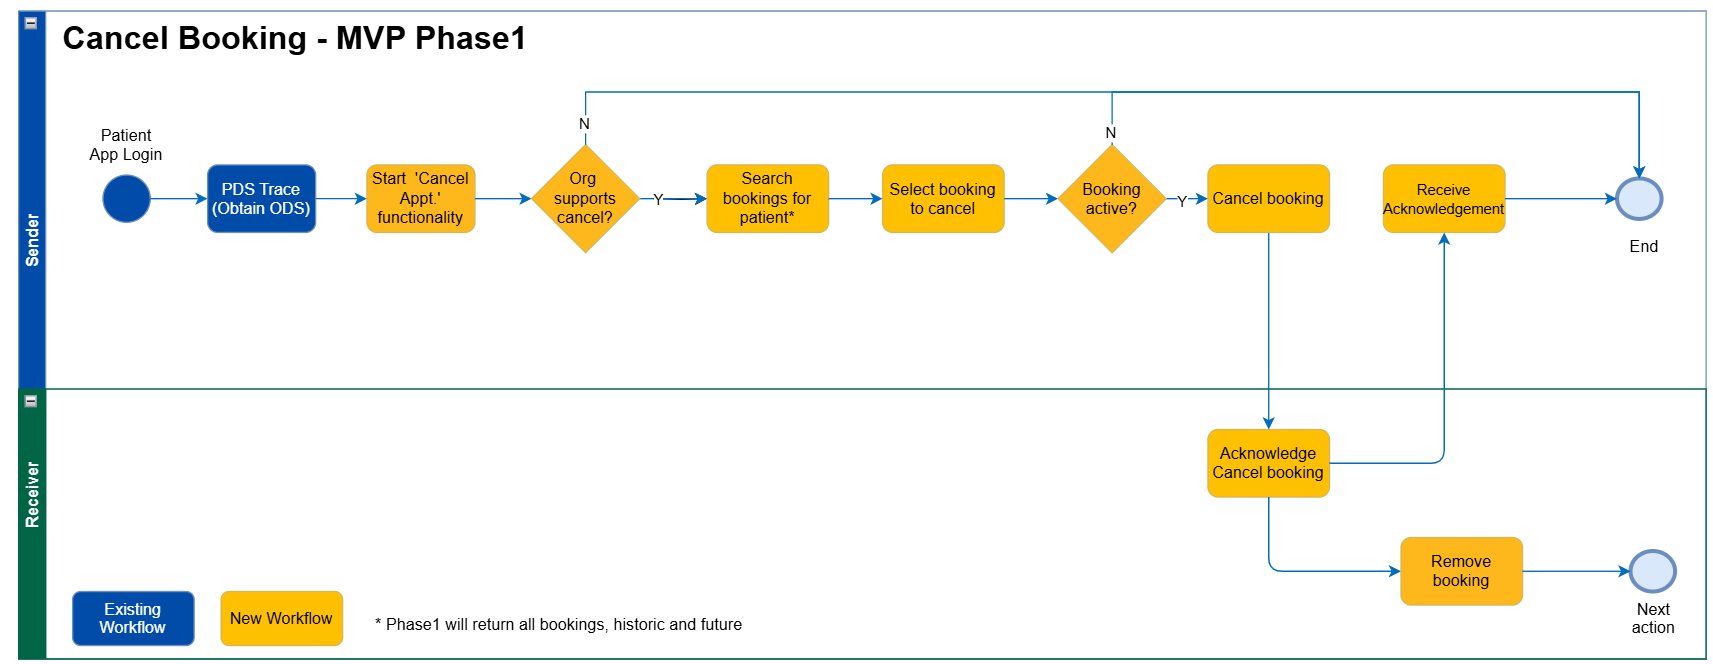 Cancel Booking - MVP Phase1
Sender
Patient
App Login
PDS Trace
(Obtain ODS)
Start 'Cancel
Appt.'
functionality
Org
supports
cancel?
N
Y
Search
bookings for
patient*
Select booking
to cancel
Booking
active?
N
Y
Cancel booking
Receive
Acknowledgement
End
Receiver
Acknowledge
Cancel booking
Remove
booking
Next
action
Existing
Workflow
New Workflow
* Phase1 will return all bookings, historic and future